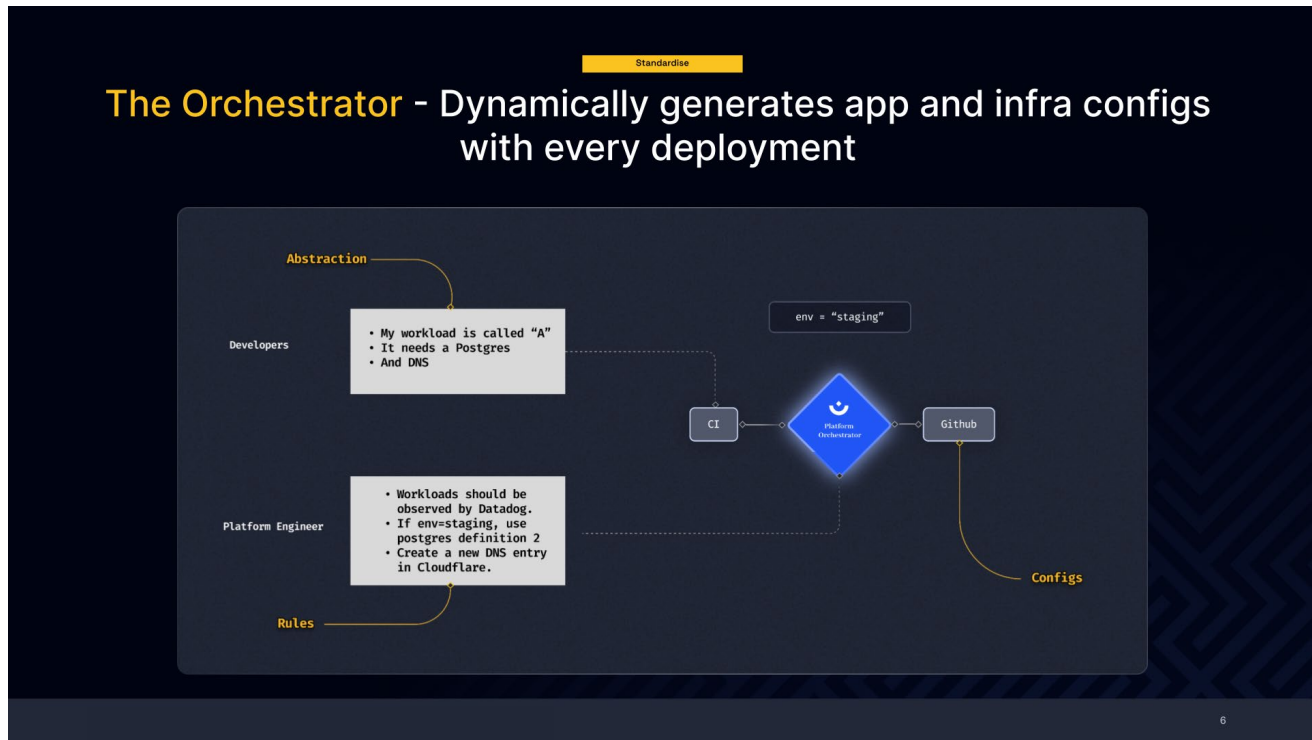 Standardise
The Orchestrator - Dynamically generates app and infra configs
with every deployment
Abstraction
Developers
• My workload is called “A”
• It needs a Postgres
• And DNS
env = “staging”
CI
Platform
Orchestrator
Github
Platform Engineer
• Workloads should be
observed by Datadog.
• If env=staging, use
postgres definition 2
• Create a new DNS entry
in Cloudflare.
Configs
Rules
6